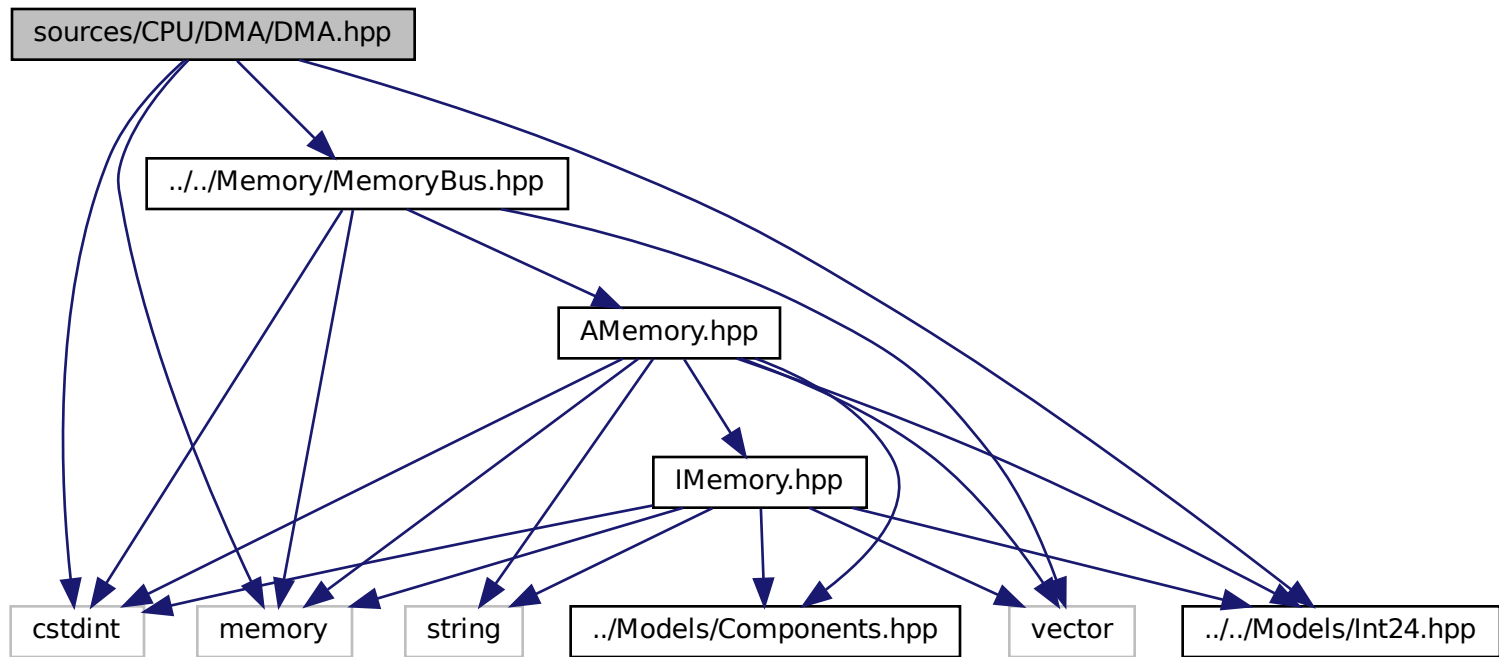 sources/CPU/DMA/DMA.hpp
../../Memory/MemoryBus.hpp
AMemory.hpp
IMemory.hpp
cstdint
memory
string
../Models/Components.hpp
vector
../../Models/Int24.hpp